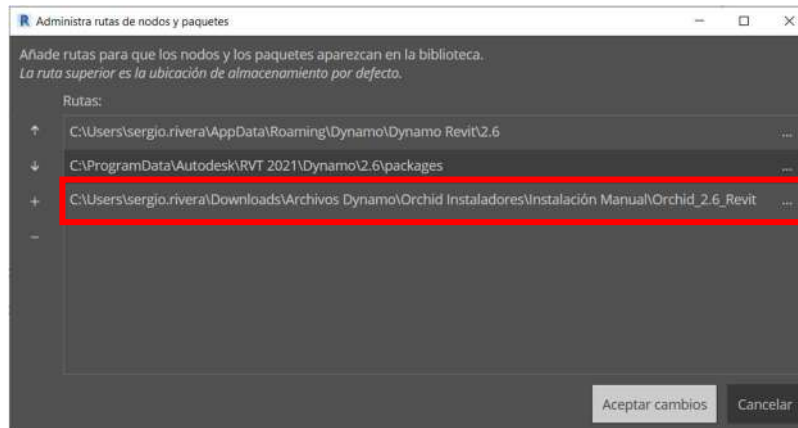 Administra rutas de nodos y paquetes
Añade rutas para que los nodos y los paquetes aparezcan en la biblioteca.
La ruta superior es la ubicación de almacenamiento por defecto.
Rutas:
C:\Users\sergio.rivera\AppData\Roaming\Dynamo\Dynamo Revit\2.6 ...
C:\ProgramData\Autodesk\RVT 2021\Dynamo\2.6\packages ...
C:\Users\sergio.rivera\Downloads\Archivos Dynamo\Orchid Instaladores\Instalación Manual\Orchid_2.6_Revit ...
Aceptar cambios Cancelar